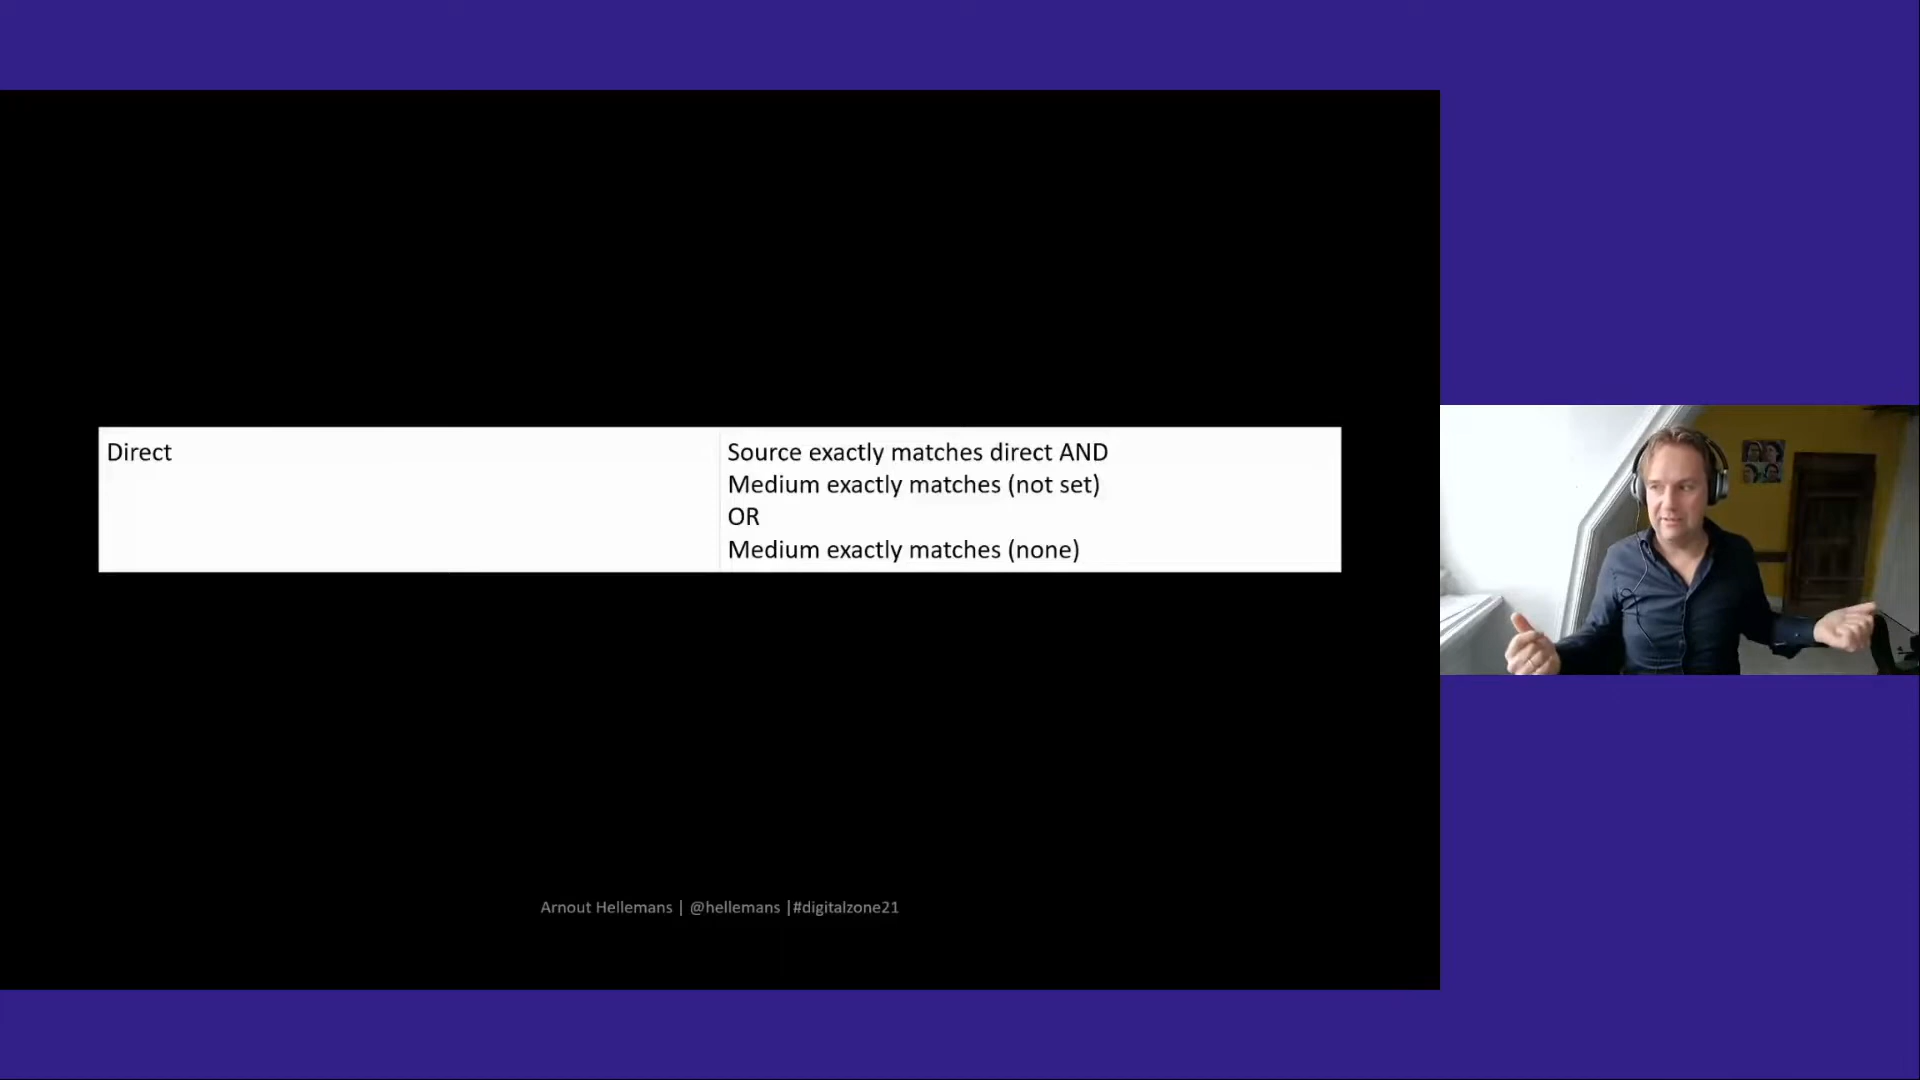 Direct
Source exactly matches direct AND
Medium exactly matches (not set)
OR
Medium exactly matches (none)
Arnout Hellemans | @hellemans |#digitalzone21